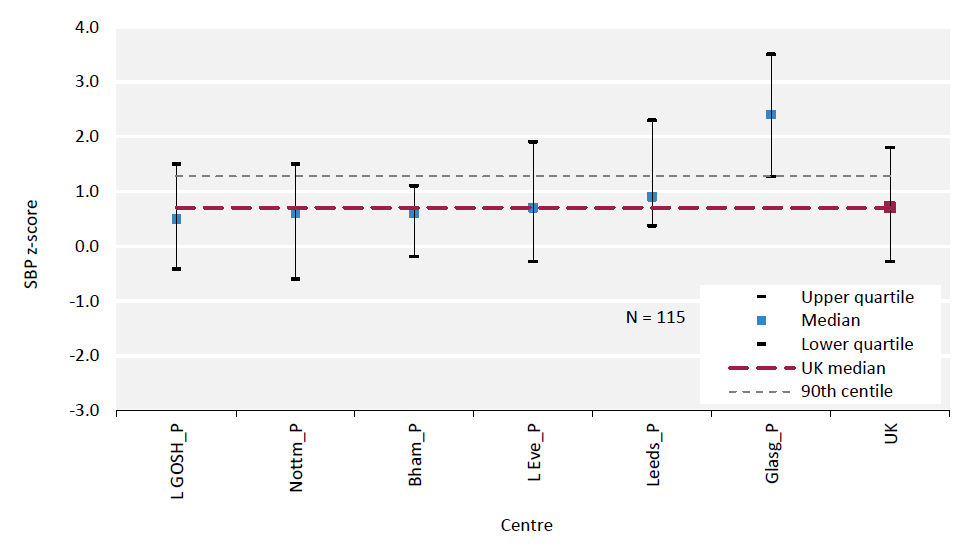 4.0
3.0
2.0
1.0
0.0
-1.0
-2.0
-3.0
SBP z-score
N = 115
Upper quartile
Median
Lower quartile
UK median
90th centile
L GOSH_P
Nottm_P
Bham_P
L Eve_P
Leeds_P
Glasg_P
UK
Centre